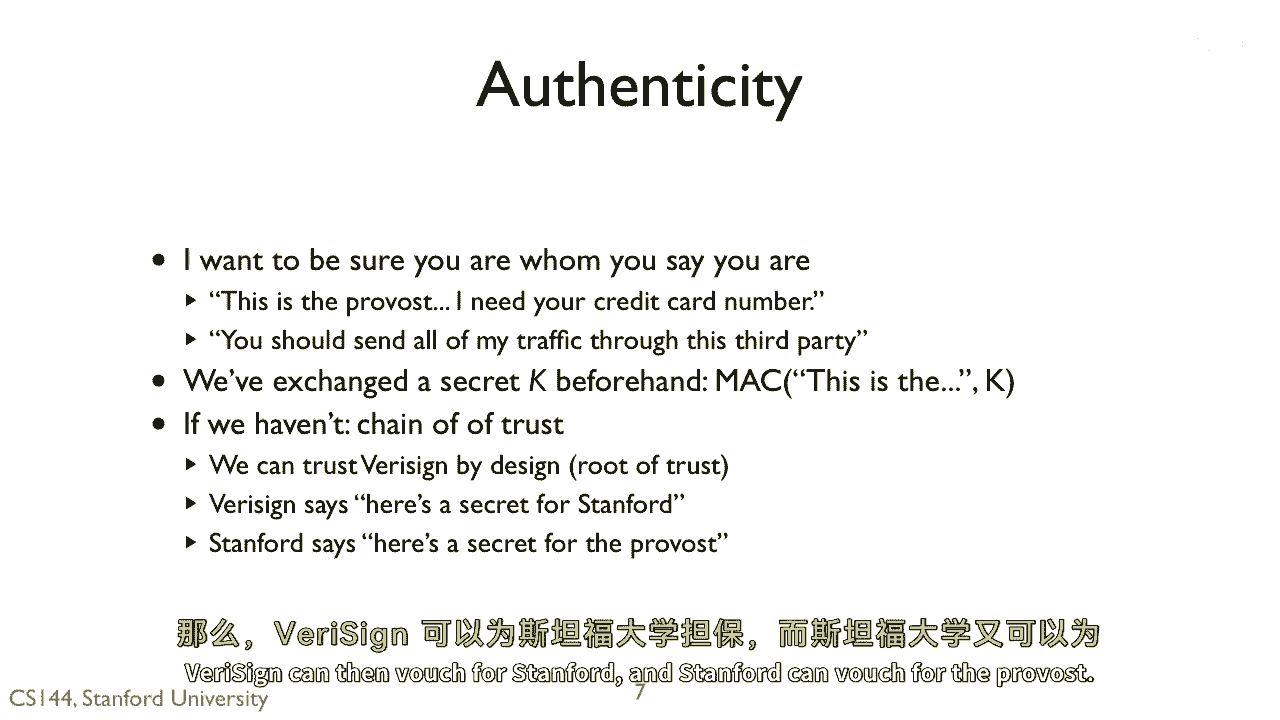 Authenticity
• I want to be sure you are whom you say you are
‣ “This is the provost... I need your credit card number.”
‣ “You should send all of my traffic through this third party”
• We’ve exchanged a secret K beforehand: MAC(“This is the...”, K)
• If we haven’t: chain of of trust
‣ We can trust Verisign by design (root of trust)
‣ Verisign says “here’s a secret for Stanford”
‣ Stanford says “here’s a secret for the provost”
那么，VeriSign 可以为斯坦福大学担保，而斯坦福大学又可以为
VeriSign can then vouch for Stanford, and Stanford can vouch for the provost.
CS144, Stanford University
7